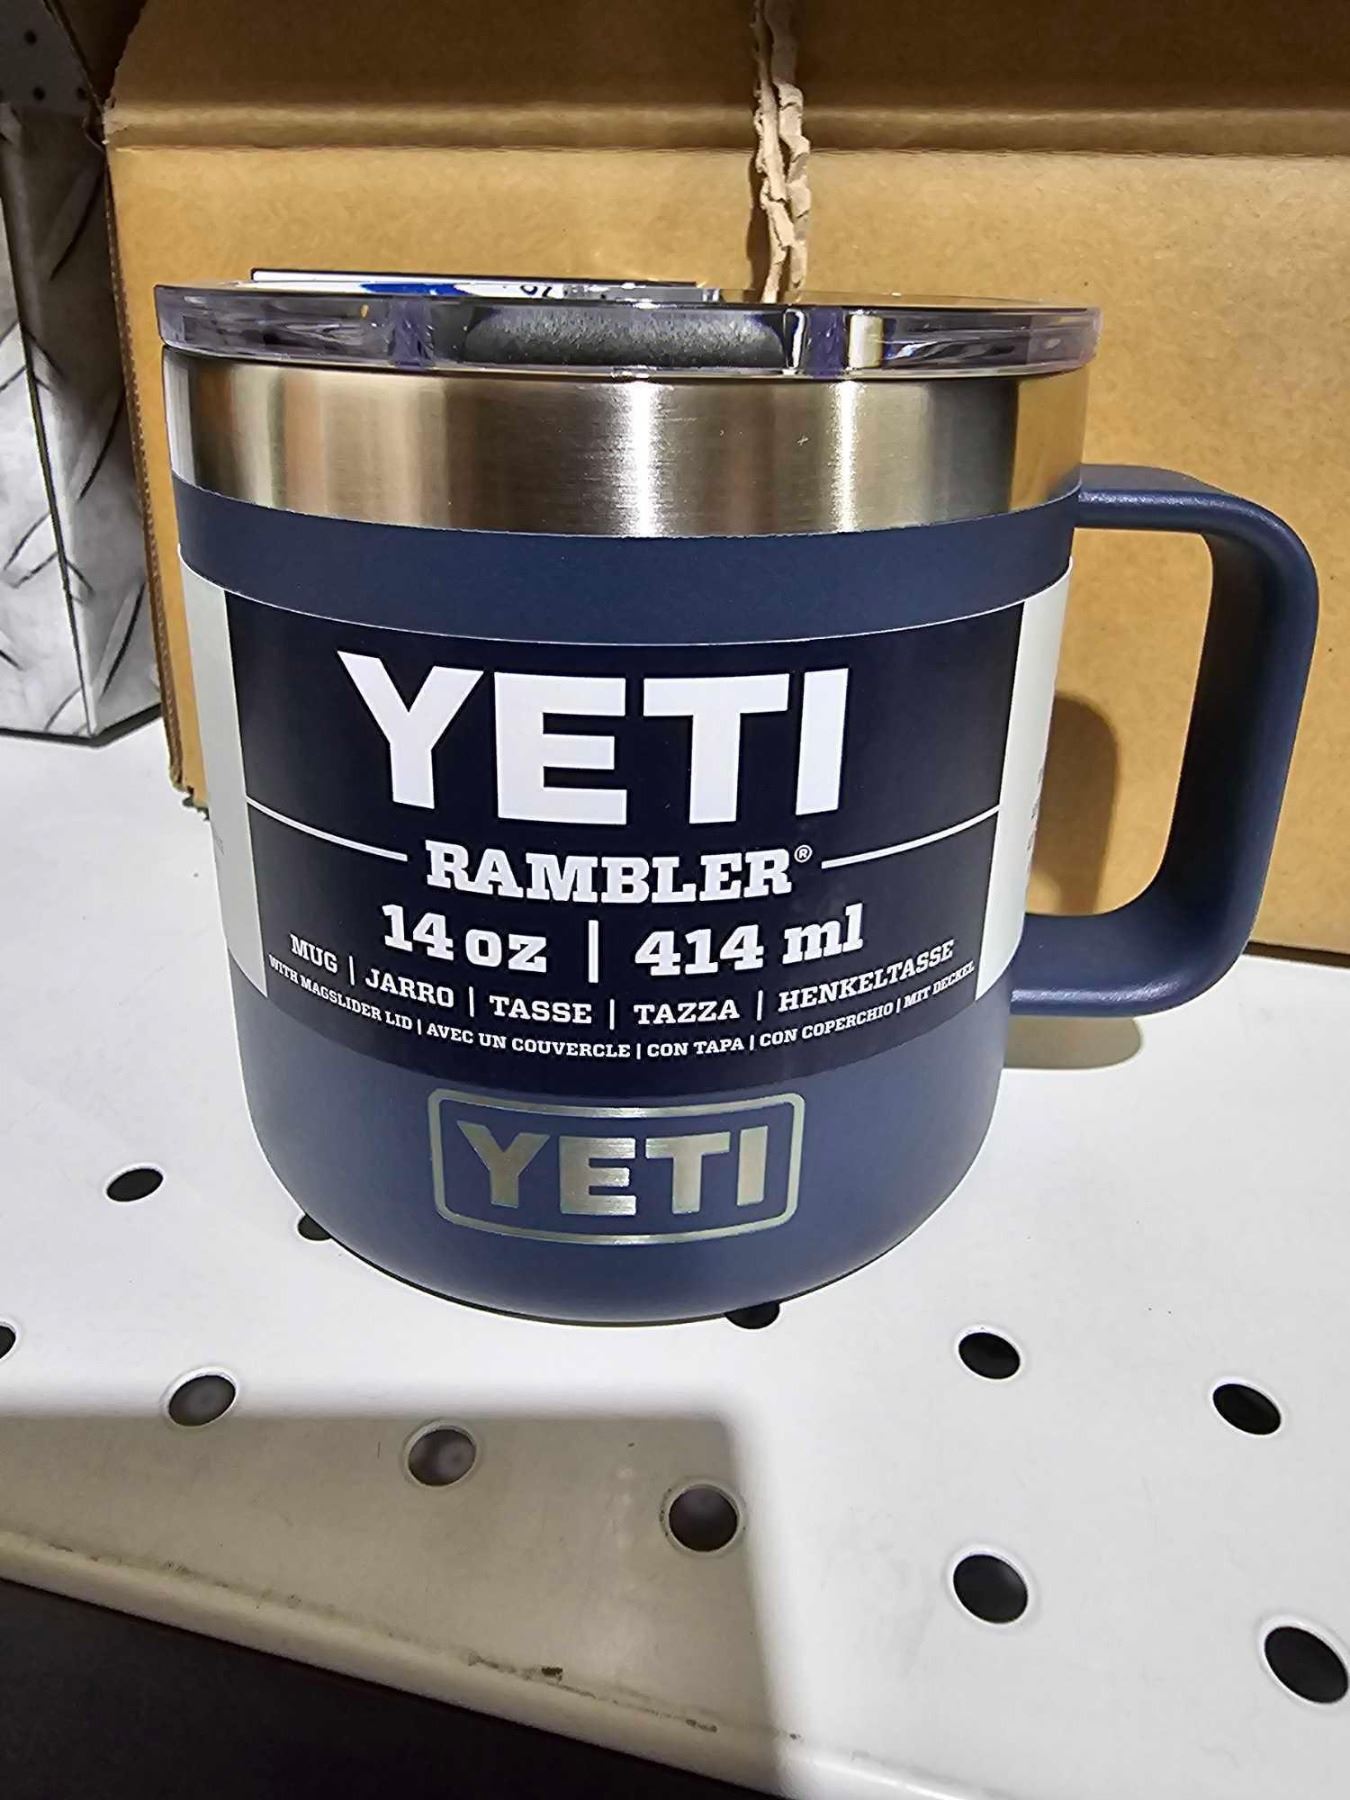 YETI
RAMBLER®
14 oz | 414 ml
MUG | JARRO | TASSE | TAZZA | HENKELTASSE
WITH MAGSLIDER LID | AVEC UN COUVERCLE | CON TAPA | CON COPERCHIO | MIT DECKEL
YETI